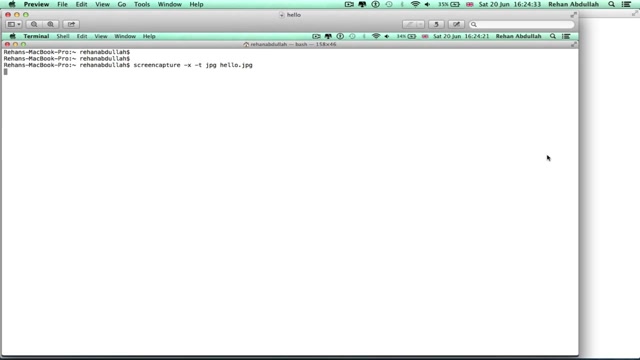 Preview File Edit View Go Tools Window Help 35% Sat 20 Jun 16:24:33 Rehan Abdullah
hello
Terminal Shell Edit View Window Help 34% Sat 20 Jun 16:24:21 Rehan Abdullah
rehanabdullah — bash — 158×46
Rehans-MacBook-Pro:~ rehanabdullah$
Rehans-MacBook-Pro:~ rehanabdullah$
Rehans-MacBook-Pro:~ rehanabdullah$ screencapture -x -t jpg hello.jpg